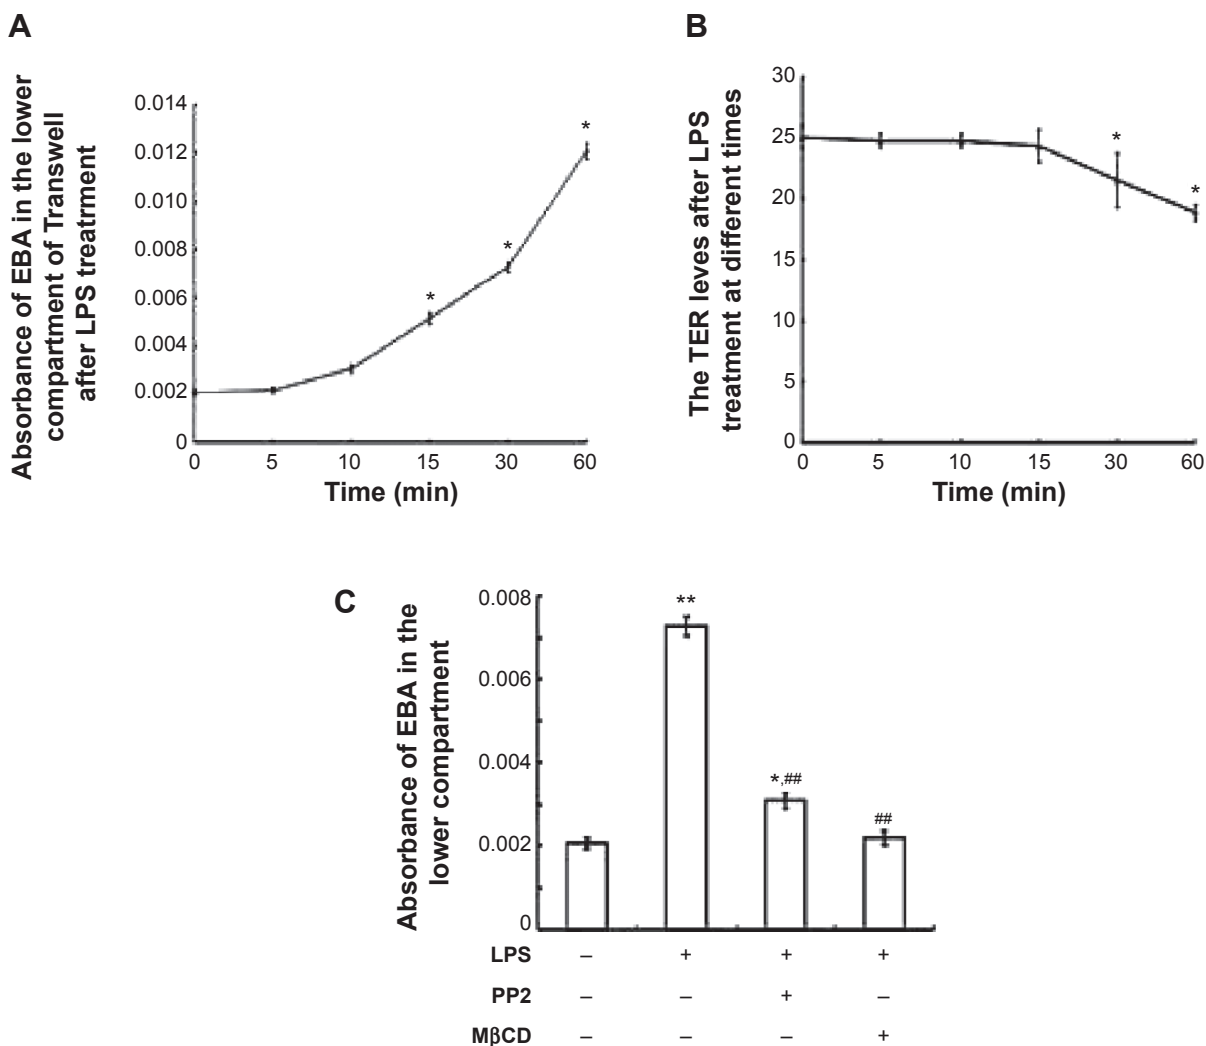 A
Absorbance of EBA in the lower
compartment of Transwell
after LPS treatrment
0.014
0.012
0.010
0.008
0.006
0.004
0.002
0
*
*
*
0 5 10 15 30 60
Time (min)
B
The TER leves after LPS
treatment at different times
30
25
20
15
10
5
0
*
*
0 5 10 15 30 60
Time (min)
C
Absorbance of EBA in the
lower compartment
0.008
0.006
0.004
0.002
0
**
*,##
##
LPS – + + +
PP2 – – + –
MβCD – – – +